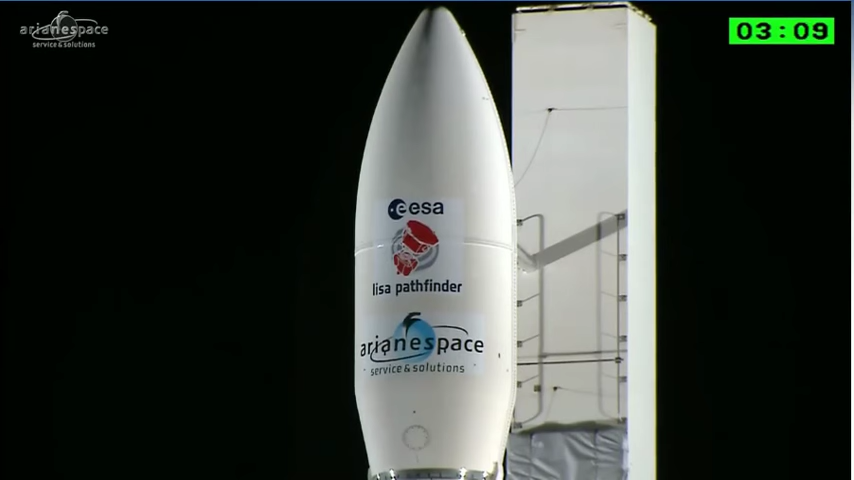 arianespace
service & solutions
03:09
esa
lisa pathfinder
arianespace
service & solutions